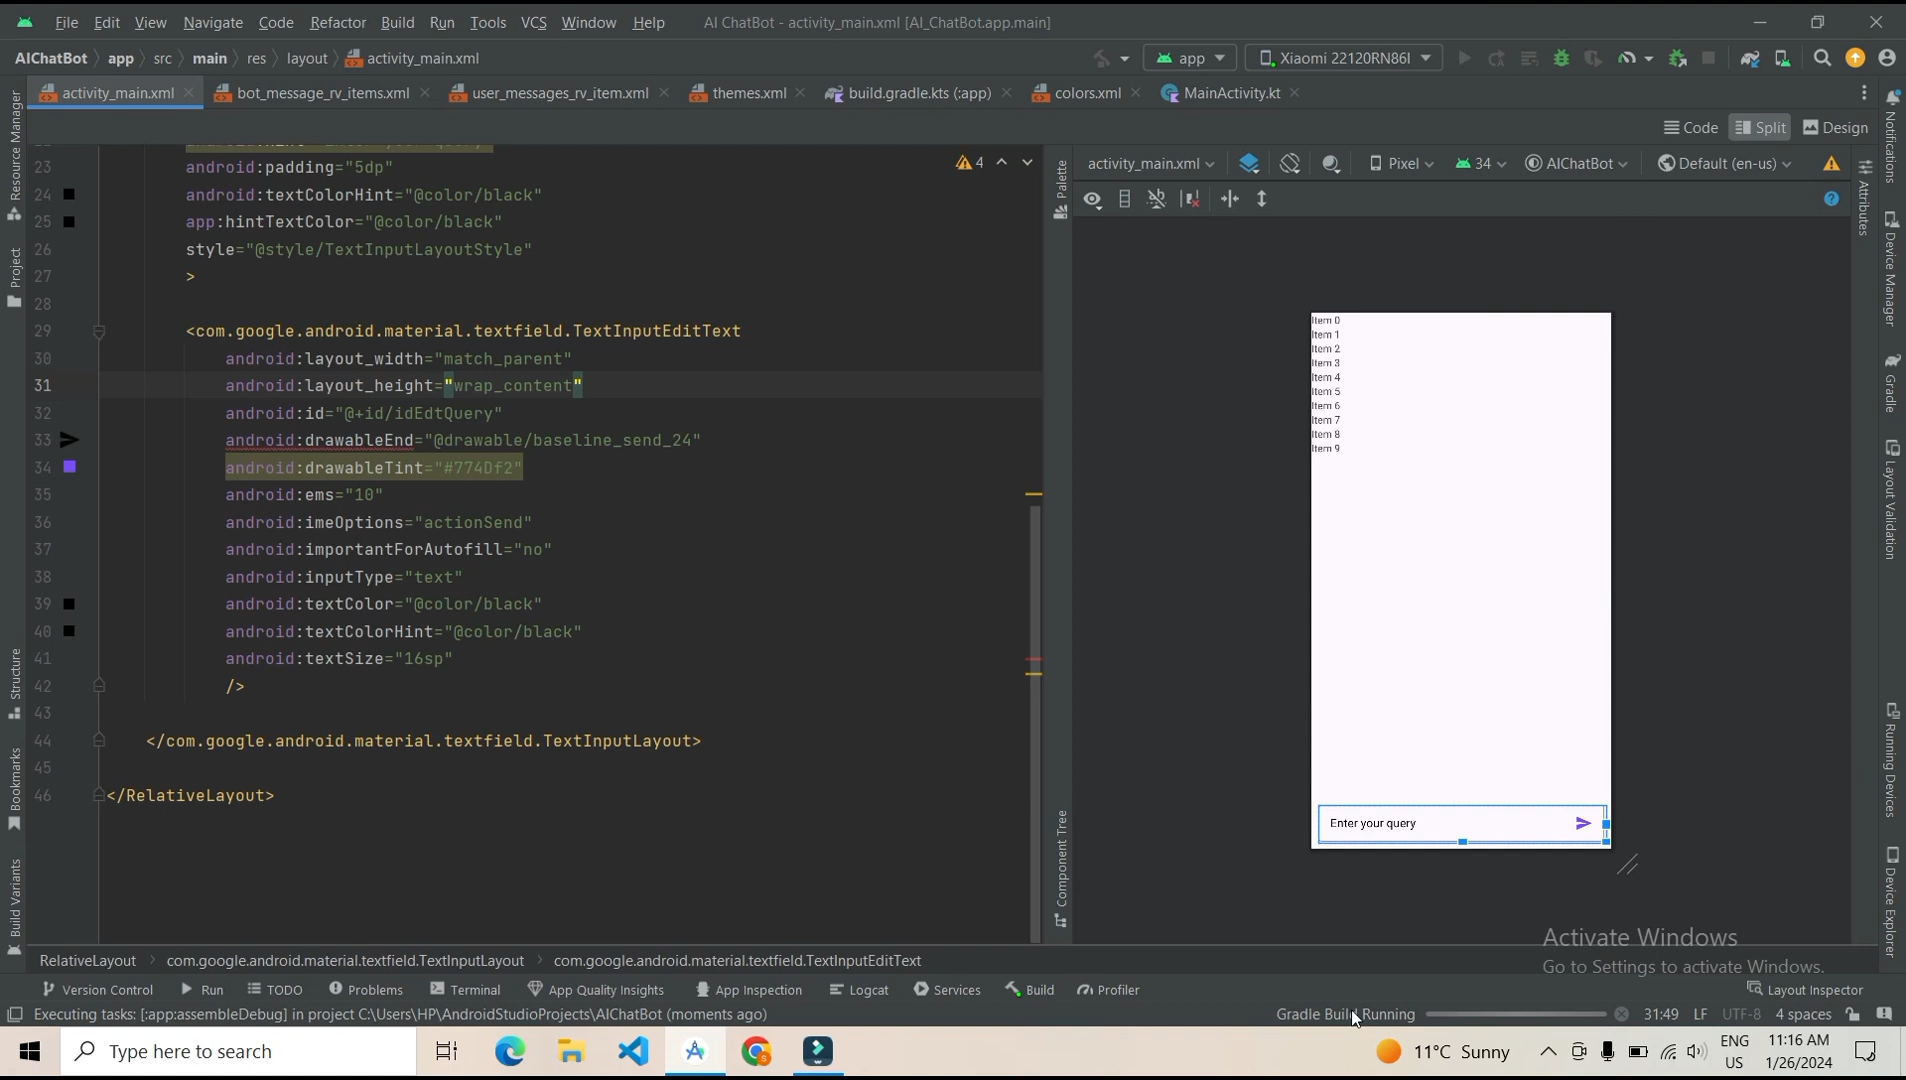 File Edit View Navigate Code Refactor Build Run Tools VCS Window Help AI ChatBot - activity_main.xml [AI_ChatBot.app.main]
AIChatBot app src main res layout activity_main.xml app Xiaomi 22120RN86I
activity_main.xml bot_message_rv_items.xml user_messages_rv_item.xml themes.xml build.gradle.kts (:app) colors.xml MainActivity.kt
Code Split Design
Resource Manager
Project
Structure
Bookmarks
Build Variants
4
23 android:padding="5dp"
24 android:textColorHint="@color/black"
25 app:hintTextColor="@color/black"
26 style="@style/TextInputLayoutStyle"
27 >
28
29 <com.google.android.material.textfield.TextInputEditText
30 android:layout_width="match_parent"
31 android:layout_height="wrap_content"
32 android:id="@+id/idEdtQuery"
33 android:drawableEnd="@drawable/baseline_send_24"
34 android:drawableTint="#774Df2"
35 android:ems="10"
36 android:imeOptions="actionSend"
37 android:importantForAutofill="no"
38 android:inputType="text"
39 android:textColor="@color/black"
40 android:textColorHint="@color/black"
41 android:textSize="16sp"
42 />
43
44 </com.google.android.material.textfield.TextInputLayout>
45
46 </RelativeLayout>
Palette
Component Tree
activity_main.xml Pixel 34 AIChatBot Default (en-us)
Item 0
Item 1
Item 2
Item 3
Item 4
Item 5
Item 6
Item 7
Item 8
Item 9
Enter your query
Attributes
Notifications
Device Manager
Gradle
Layout Validation
Running Devices
Device Explorer
Activate Windows
Go to Settings to activate Windows.
RelativeLayout com.google.android.material.textfield.TextInputLayout com.google.android.material.textfield.TextInputEditText
Version Control Run TODO Problems Terminal App Quality Insights App Inspection Logcat Services Build Profiler Layout Inspector
Executing tasks: [:app:assembleDebug] in project C:\Users\HP\AndroidStudioProjects\AIChatBot (moments ago) Gradle Build Running 31:49 LF UTF-8 4 spaces
Type here to search 11°C Sunny ENG US 11:16 AM 1/26/2024